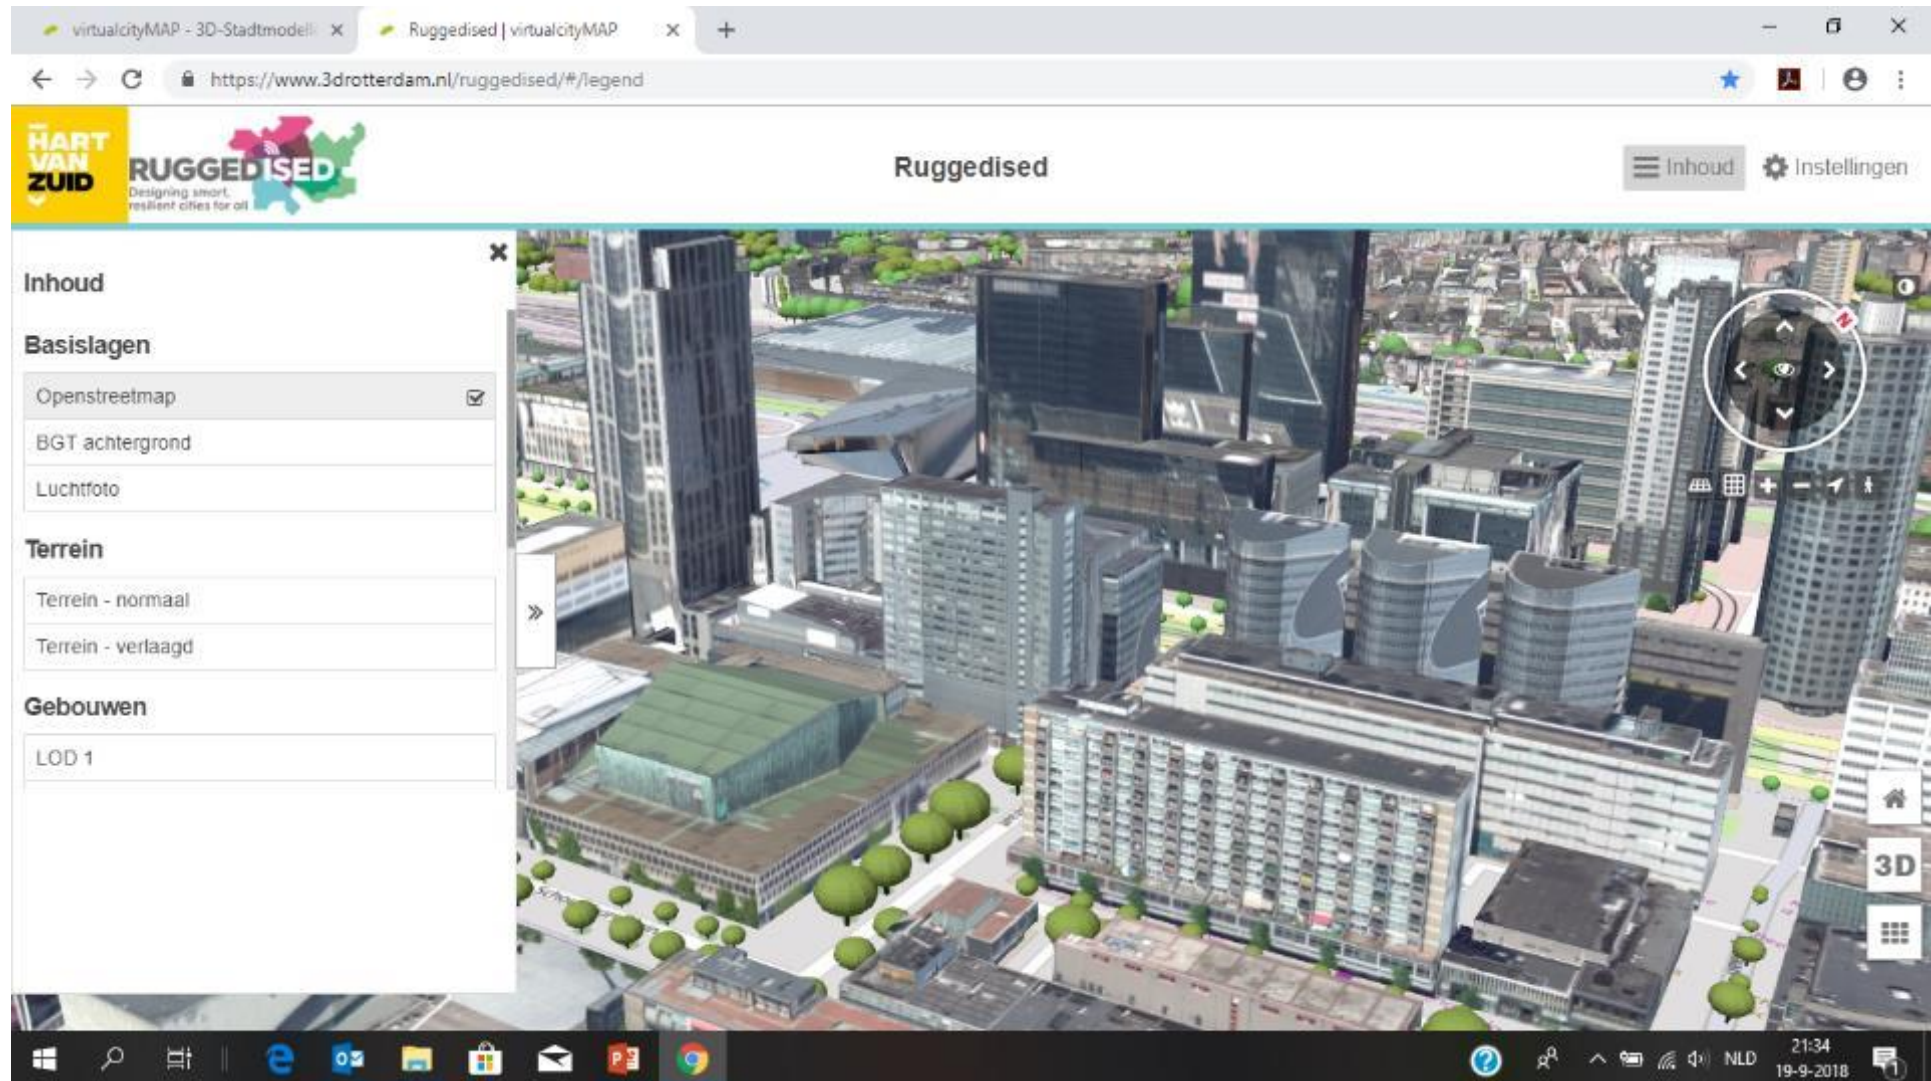 virtualcityMAP - 3D-Stadtmodell
Ruggedised | virtualcityMAP
https://www.3drotterdam.nl/ruggedised/#/legend
HART
VAN
ZUID
RUGGEDISED
Designing smart,
resilient cities for all
Ruggedised
Inhoud
Instellingen
Inhoud
Basislagen
Openstreetmap
BGT achtergrond
Luchtfoto
Terrein
Terrein - normaal
Terrein - verlaagd
Gebouwen
LOD 1
N
3D
NLD
21:34
19-9-2018
1